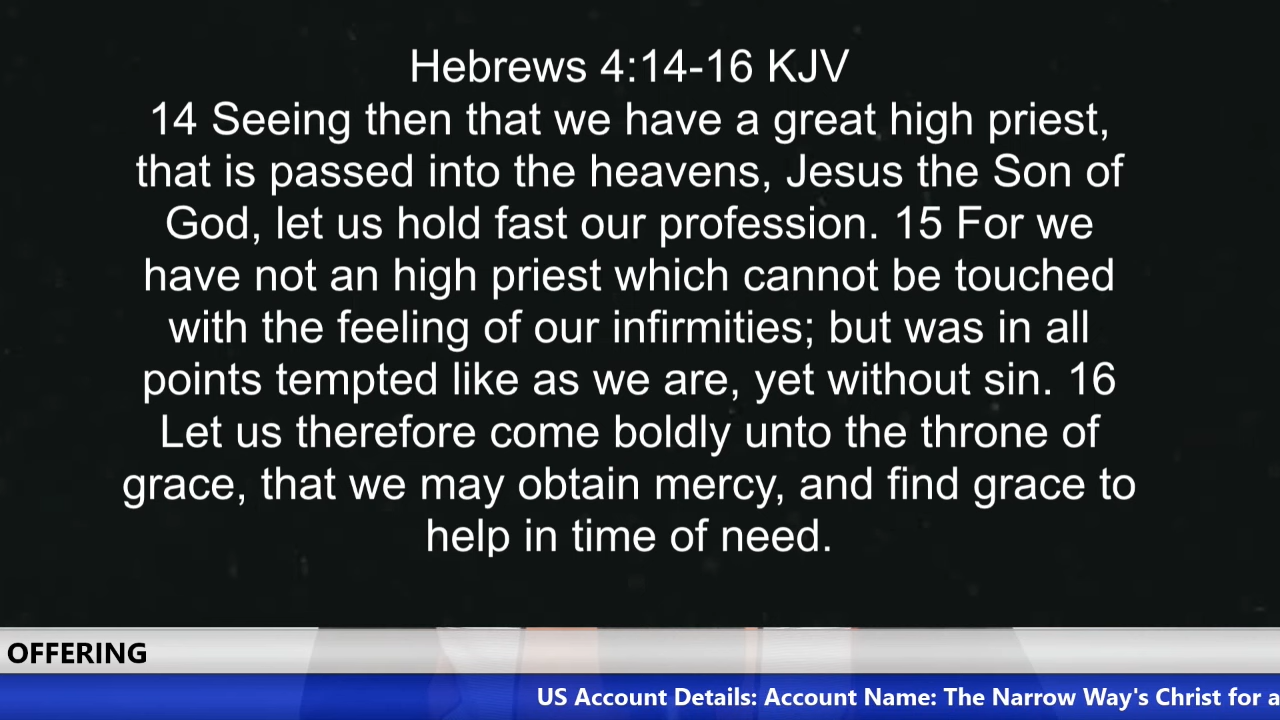 Hebrews 4:14-16 KJV
14 Seeing then that we have a great high priest,
that is passed into the heavens, Jesus the Son of
God, let us hold fast our profession. 15 For we
have not an high priest which cannot be touched
with the feeling of our infirmities; but was in all
points tempted like as we are, yet without sin. 16
Let us therefore come boldly unto the throne of
grace, that we may obtain mercy, and find grace to
help in time of need.
OFFERING
US Account Details: Account Name: The Narrow Way's Christ for a